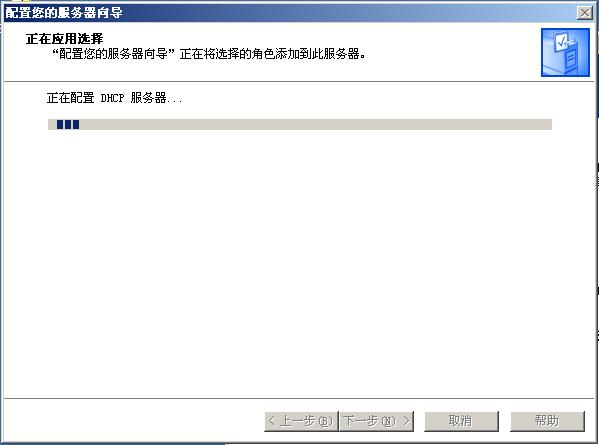 配置您的服务器向导
正在应用选择
“配置您的服务器向导”正在将选择的角色添加到此服务器。
正在配置 DHCP 服务器...
< 上一步(B) 下一步(N) > 取消 帮助